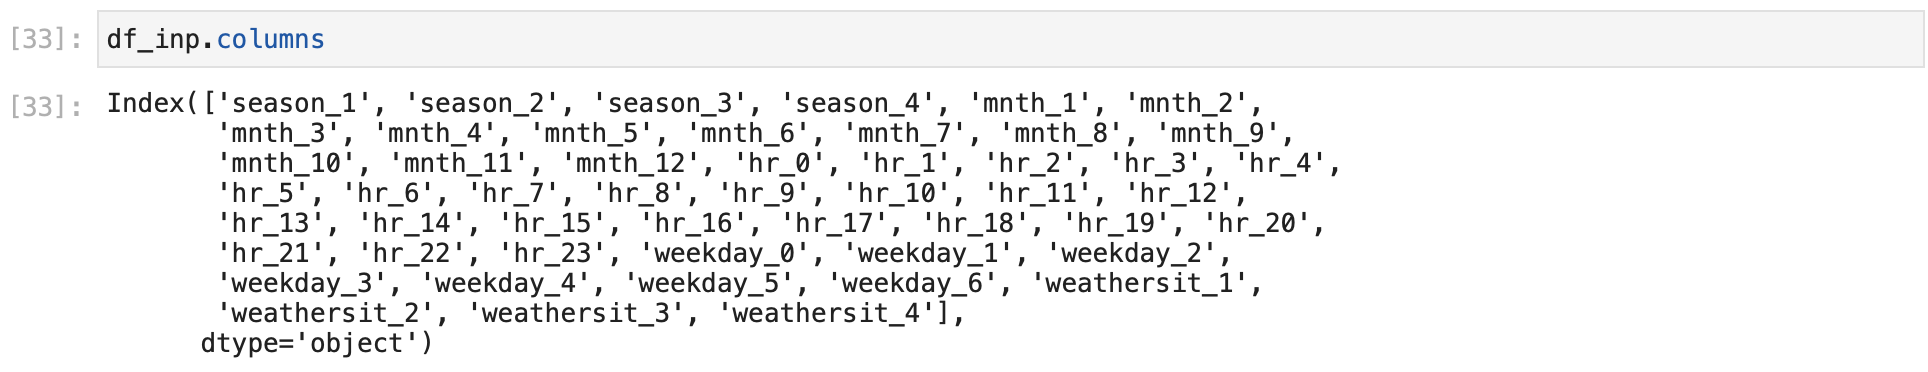 [33]: df_inp.columns
[33]: Index(['season_1', 'season_2', 'season_3', 'season_4', 'mnth_1', 'mnth_2',
'mnth_3', 'mnth_4', 'mnth_5', 'mnth_6', 'mnth_7', 'mnth_8', 'mnth_9',
'mnth_10', 'mnth_11', 'mnth_12', 'hr_0', 'hr_1', 'hr_2', 'hr_3', 'hr_4',
'hr_5', 'hr_6', 'hr_7', 'hr_8', 'hr_9', 'hr_10', 'hr_11', 'hr_12',
'hr_13', 'hr_14', 'hr_15', 'hr_16', 'hr_17', 'hr_18', 'hr_19', 'hr_20',
'hr_21', 'hr_22', 'hr_23', 'weekday_0', 'weekday_1', 'weekday_2',
'weekday_3', 'weekday_4', 'weekday_5', 'weekday_6', 'weathersit_1',
'weathersit_2', 'weathersit_3', 'weathersit_4'],
dtype='object')